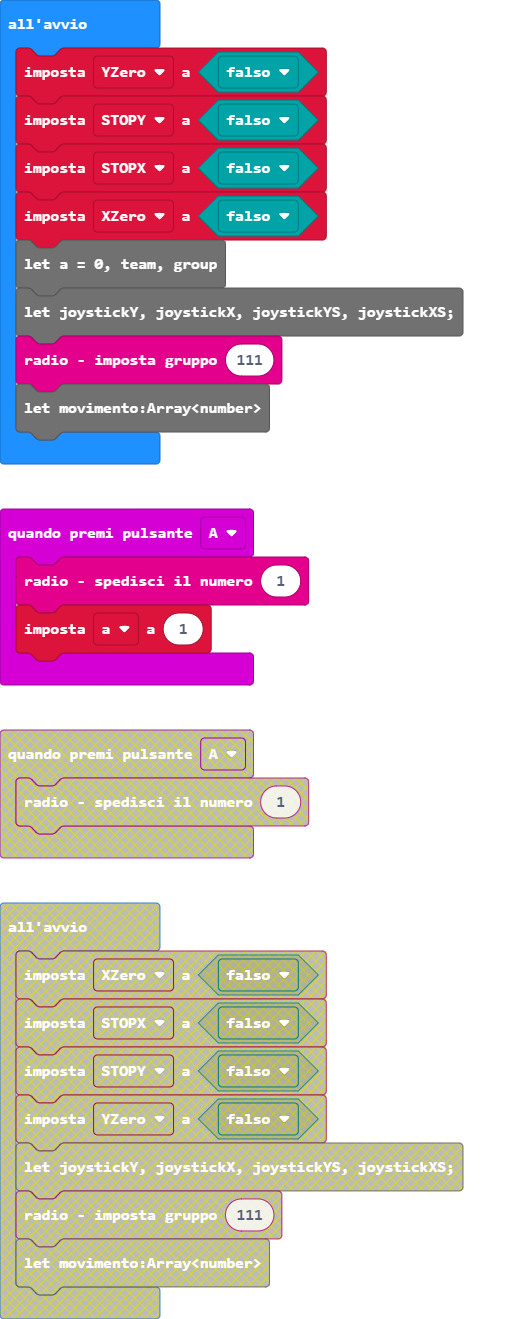 all'avvio
imposta YZero a falso
imposta STOPY a falso
imposta STOPX a falso
imposta XZero a falso
let a = 0, team, group
let joystickY, joystickX, joystickYS, joystickXS;
radio - imposta gruppo 111
let movimento:Array<number>
quando premi pulsante A
radio - spedisci il numero 1
imposta a a 1
quando premi pulsante A
radio - spedisci il numero 1
all'avvio
imposta XZero a falso
imposta STOPX a falso
imposta STOPY a falso
imposta YZero a falso
let joystickY, joystickX, joystickYS, joystickXS;
radio - imposta gruppo 111
let movimento:Array<number>